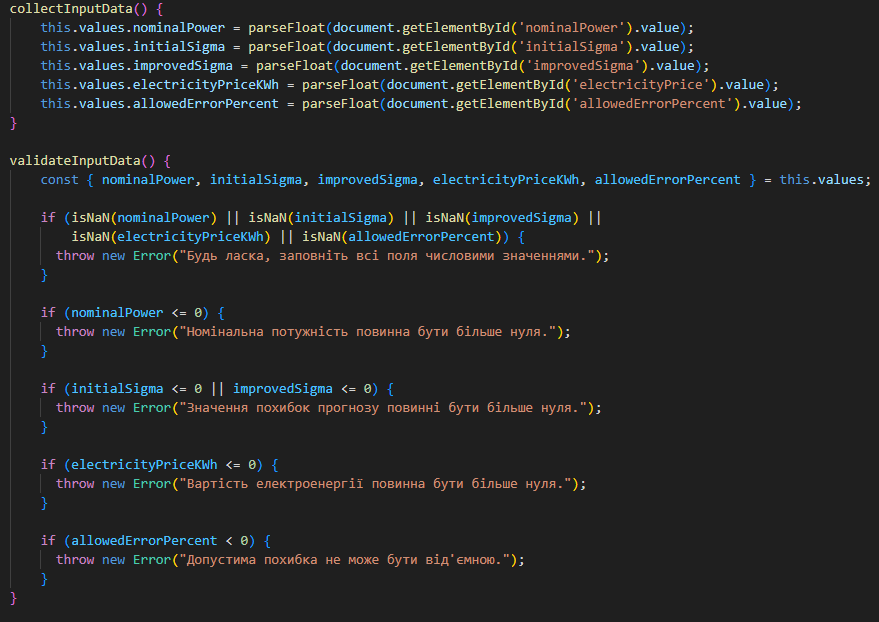 collectInputData() {
    this.values.nominalPower = parseFloat(document.getElementById('nominalPower').value);
    this.values.initialSigma = parseFloat(document.getElementById('initialSigma').value);
    this.values.improvedSigma = parseFloat(document.getElementById('improvedSigma').value);
    this.values.electricityPriceKWh = parseFloat(document.getElementById('electricityPrice').value);
    this.values.allowedErrorPercent = parseFloat(document.getElementById('allowedErrorPercent').value);
}

validateInputData() {
    const { nominalPower, initialSigma, improvedSigma, electricityPriceKWh, allowedErrorPercent } = this.values;

    if (isNaN(nominalPower) || isNaN(initialSigma) || isNaN(improvedSigma) ||
        isNaN(electricityPriceKWh) || isNaN(allowedErrorPercent)) {
      throw new Error("Будь ласка, заповніть всі поля числовими значеннями.");
    }

    if (nominalPower <= 0) {
      throw new Error("Номінальна потужність повинна бути більше нуля.");
    }

    if (initialSigma <= 0 || improvedSigma <= 0) {
      throw new Error("Значення похибок прогнозу повинні бути більше нуля.");
    }

    if (electricityPriceKWh <= 0) {
      throw new Error("Вартість електроенергії повинна бути більше нуля.");
    }

    if (allowedErrorPercent < 0) {
      throw new Error("Допустима похибка не може бути від'ємною.");
    }
}